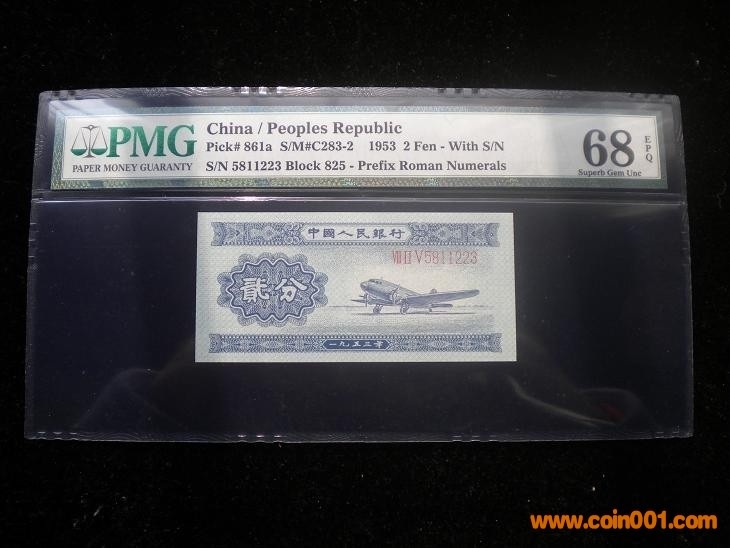 PMG
PAPER MONEY GUARANTY
China / Peoples Republic
Pick# 861a S/M#C283-2 1953 2 Fen - With S/N
S/N 5811223 Block 825 - Prefix Roman Numerals
68
EPQ
Superb Gem Unc
中國人民銀行
ⅧⅡⅤ5811223
貳分
一九五三年
www.coin001.com